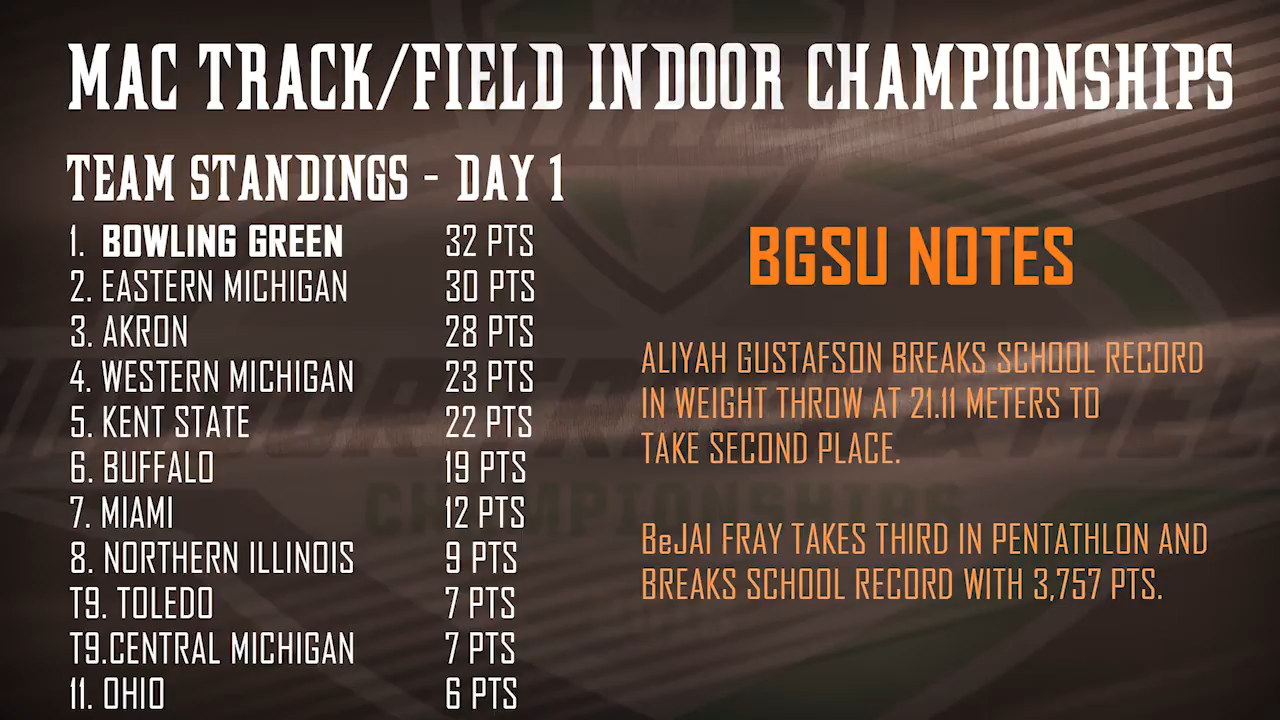 MAC TRACK/FIELD INDOOR CHAMPIONSHIPS
TEAM STANDINGS - DAY 1
1. BOWLING GREEN 32 PTS
2. EASTERN MICHIGAN 30 PTS
3. AKRON 28 PTS
4. WESTERN MICHIGAN 23 PTS
5. KENT STATE 22 PTS
6. BUFFALO 19 PTS
7. MIAMI 12 PTS
8. NORTHERN ILLINOIS 9 PTS
T9. TOLEDO 7 PTS
T9.CENTRAL MICHIGAN 7 PTS
11. OHIO 6 PTS
BGSU NOTES
ALIYAH GUSTAFSON BREAKS SCHOOL RECORD
IN WEIGHT THROW AT 21.11 METERS TO
TAKE SECOND PLACE.
BeJAI FRAY TAKES THIRD IN PENTATHLON AND
BREAKS SCHOOL RECORD WITH 3,757 PTS.
CHAMPIONSHIPS